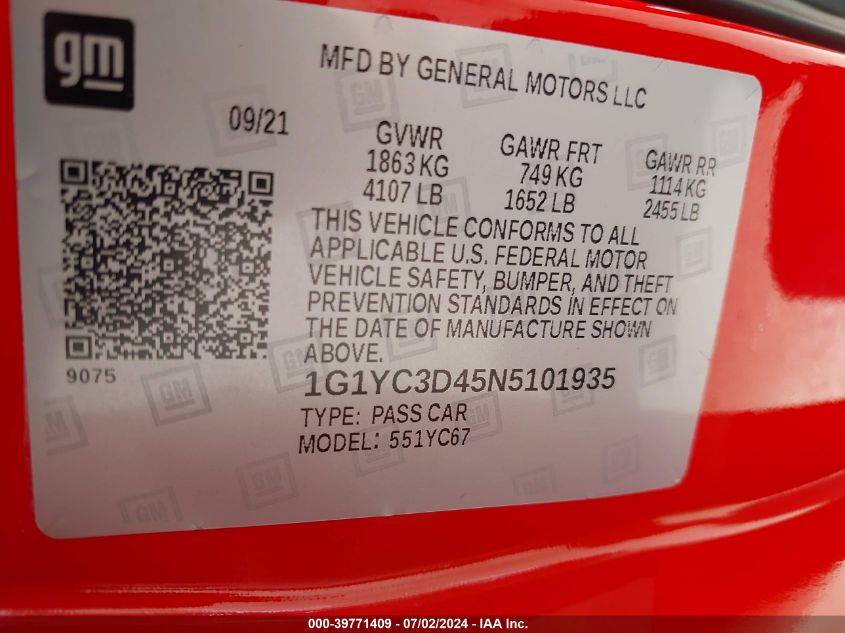 gm
MFD BY GENERAL MOTORS LLC
09/21
GVWR
1863 KG
4107 LB
GAWR FRT
749 KG
1652 LB
GAWR RR
1114 KG
2455 LB
THIS VEHICLE CONFORMS TO ALL
APPLICABLE U.S. FEDERAL MOTOR
VEHICLE SAFETY, BUMPER, AND THEFT
PREVENTION STANDARDS IN EFFECT ON
THE DATE OF MANUFACTURE SHOWN
ABOVE.
9075
1G1YC3D45N5101935
TYPE: PASS CAR
MODEL: 551YC67
000-39771409 - 07/02/2024 - IAA Inc.